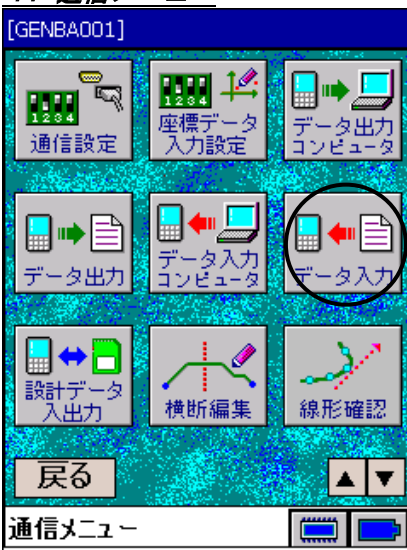 [GENBA001]
1234
通信設定
1234
座標データ
入力設定
データ出力
コンピュータ
データ出力
データ入力
コンピュータ
データ入力
設計データ
入出力
横断編集
線形確認
戻る
▲ ▼
通信メニュー